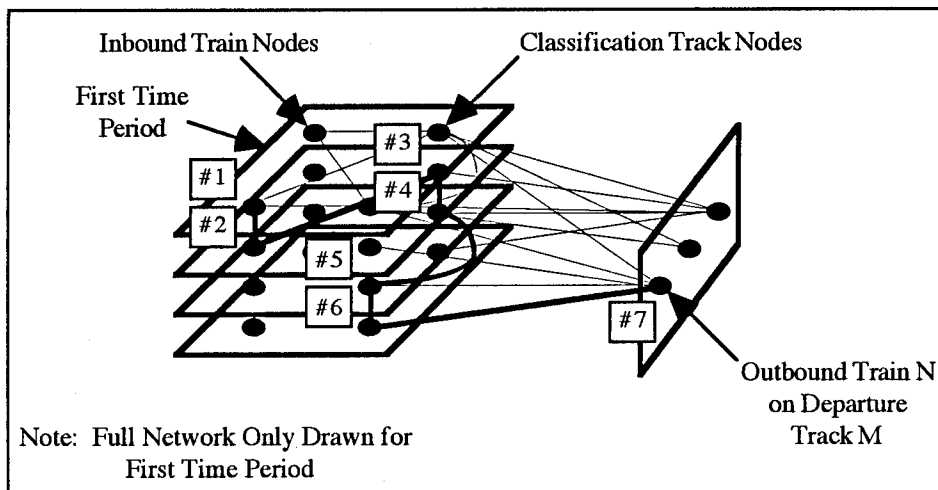 Inbound Train Nodes
Classification Track Nodes
First Time
Period
#1
#2
#3
#4
#5
#6
#7
Outbound Train N
on Departure
Track M
Note: Full Network Only Drawn for
First Time Period